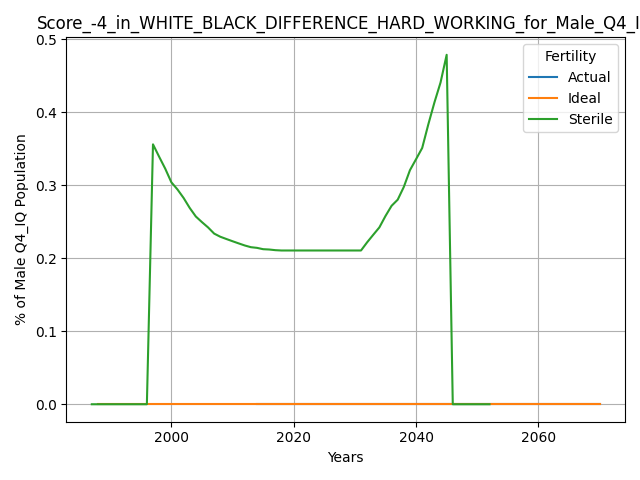 Score_-4_in_WHITE_BLACK_DIFFERENCE_HARD_WORKING_for_Male_Q4_I
Fertility
Actual
Ideal
Sterile
% of Male Q4_IQ Population
0.5
0.4
0.3
0.2
0.1
0.0
2000 2020 2040 2060
Years